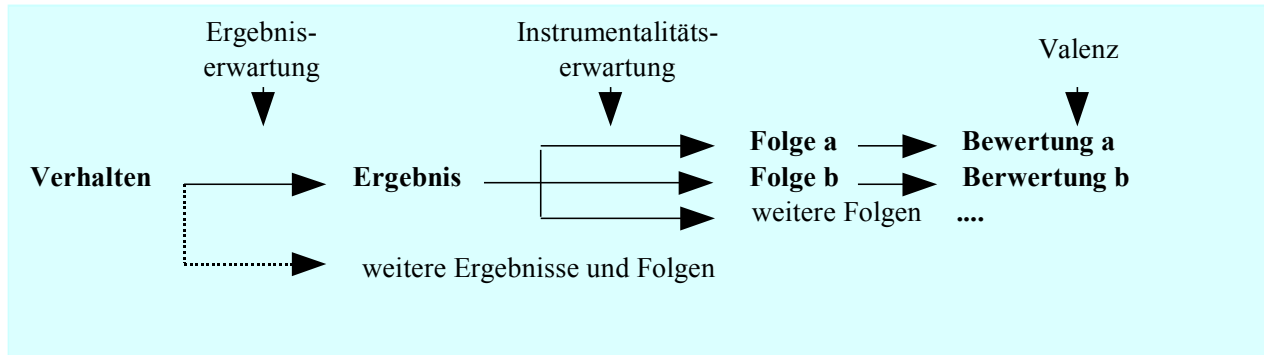 Ergebnis-
erwartung
Instrumentalitäts-
erwartung
Valenz
Folge a
Bewertung a
Verhalten
Ergebnis
Folge b
Berwertung b
weitere Folgen
....
weitere Ergebnisse und Folgen